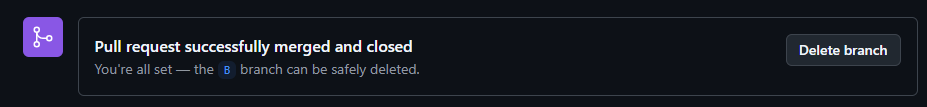 Pull request successfully merged and closed
Delete branch
You're all set — the B branch can be safely deleted.